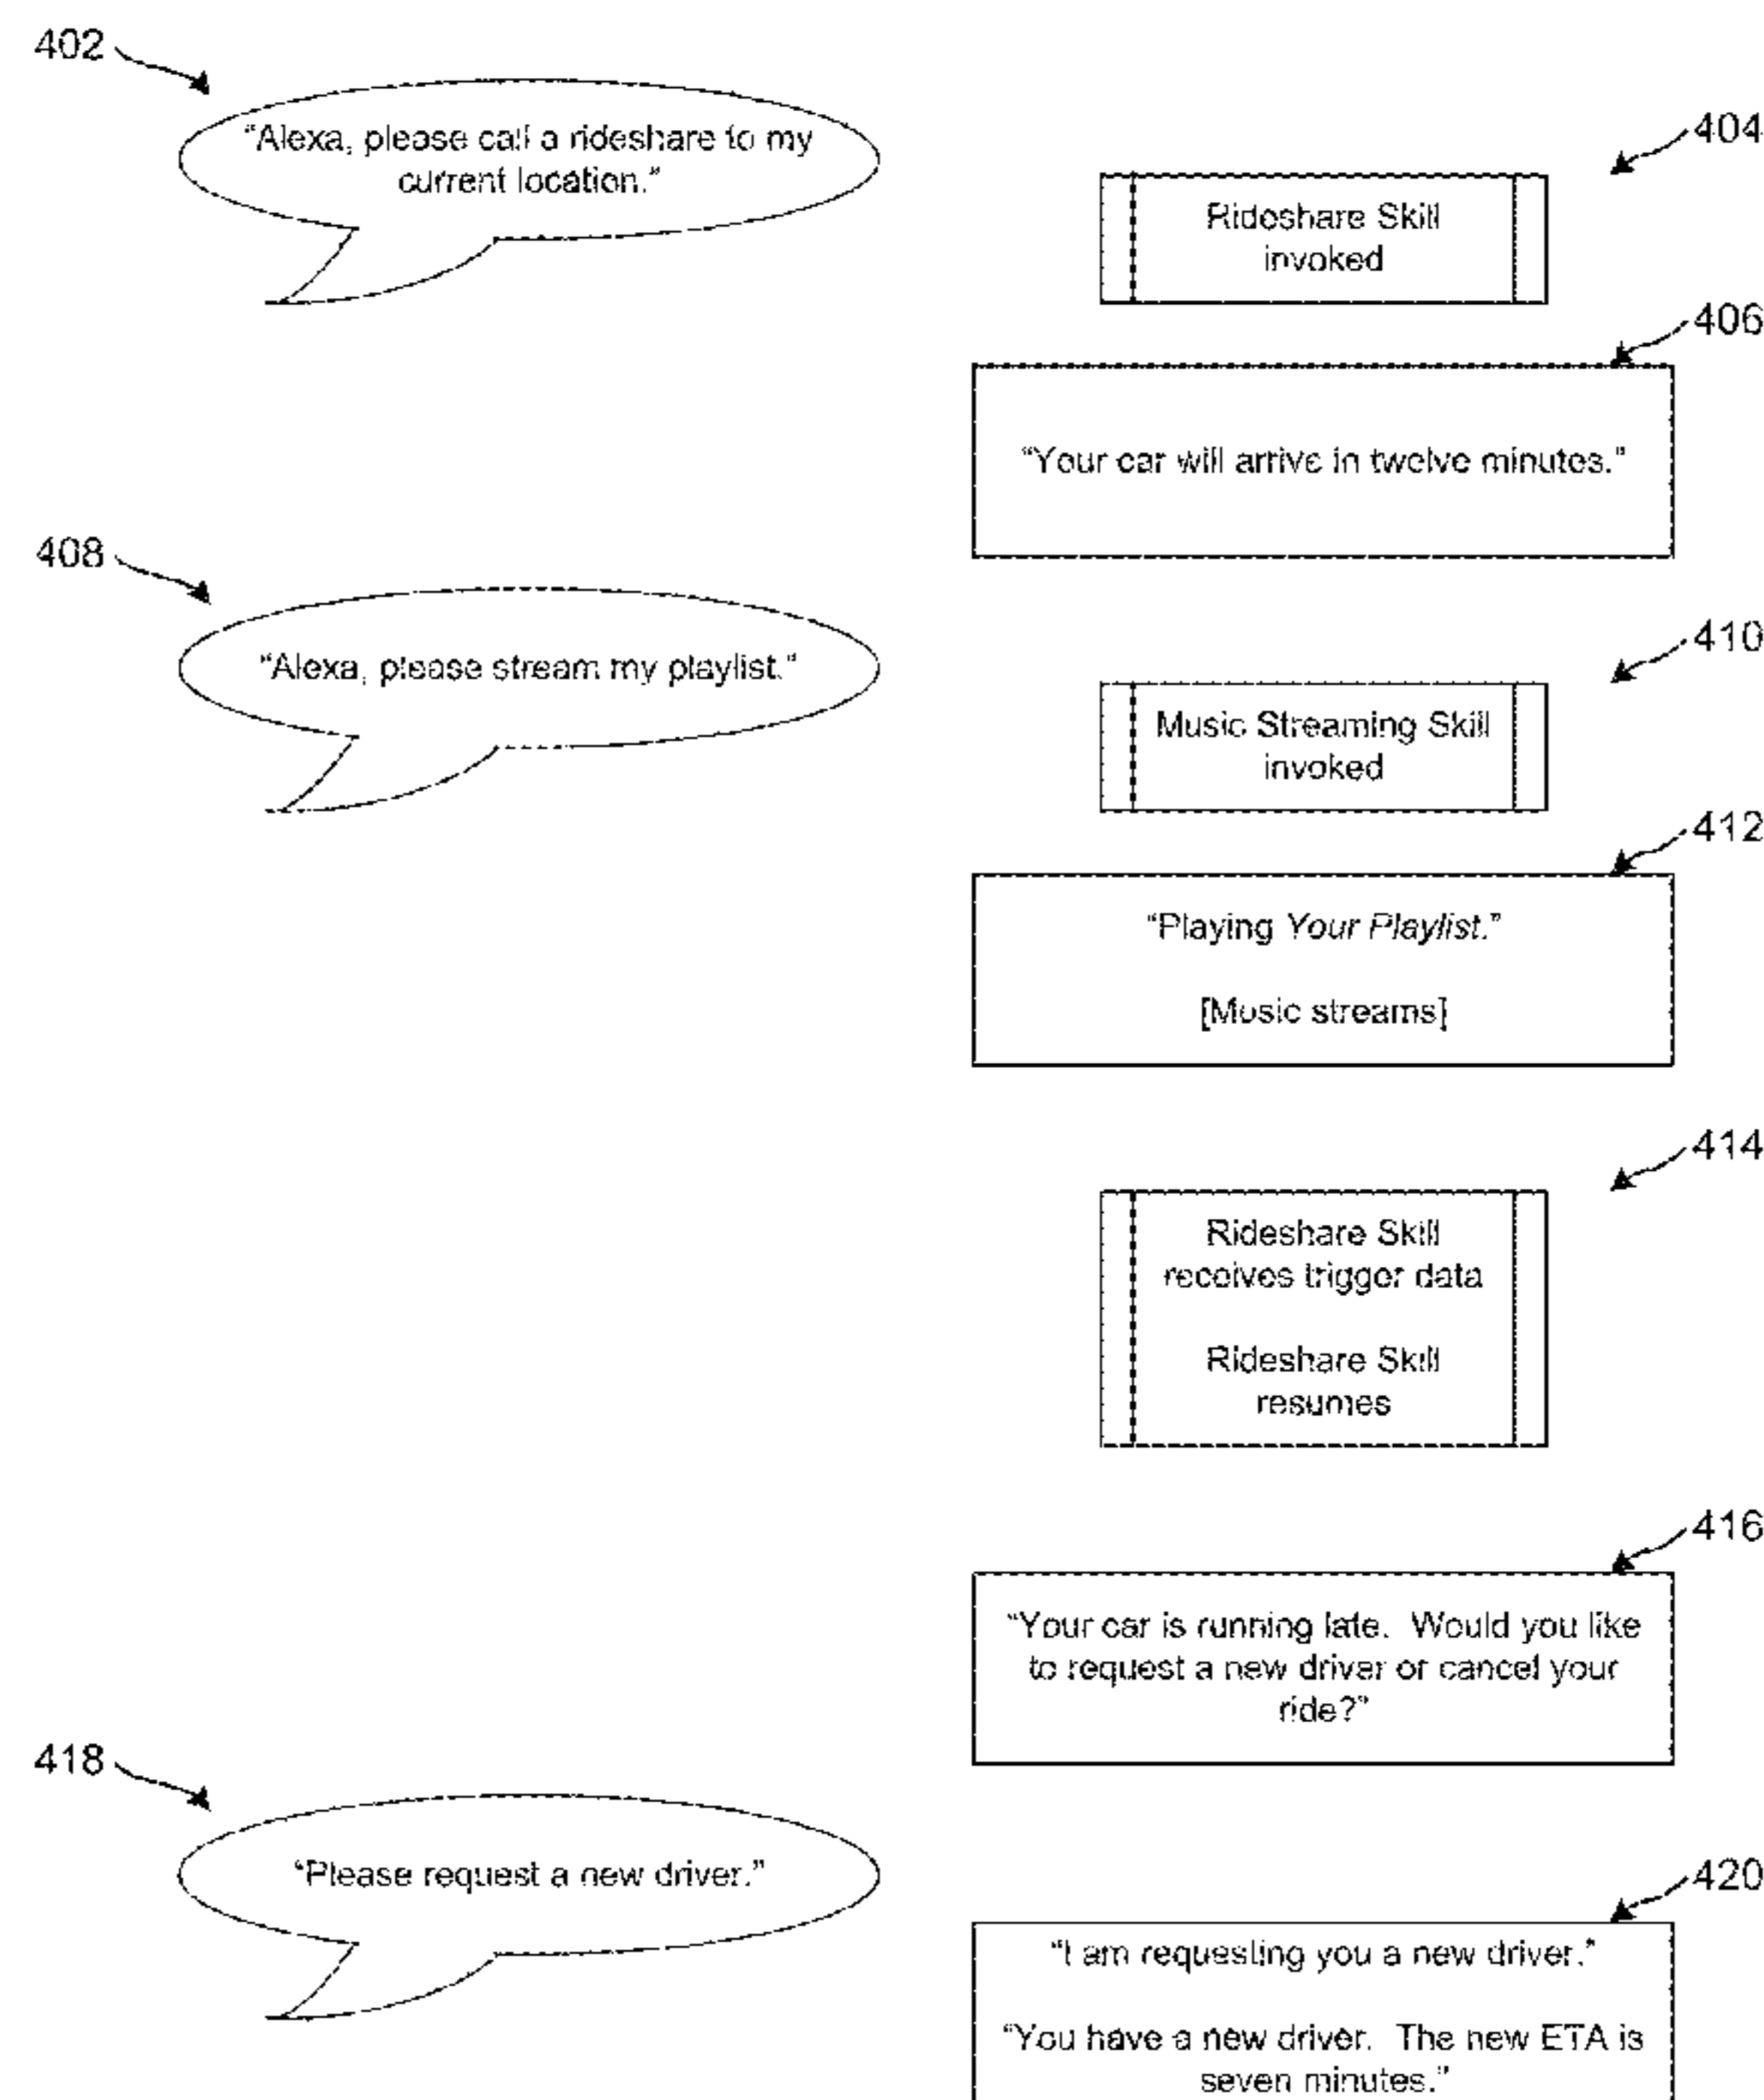 402
"Alexa, please call a rideshare to my
current location."
404
Rideshare Skill
invoked
406
"Your car will arrive in twelve minutes."
408
"Alexa, please stream my playlist."
410
Music Streaming Skill
invoked
412
"Playing Your Playlist."
[Music streams]
414
Rideshare Skill
receives trigger data
Rideshare Skill
resumes
416
"Your car is running late. Would you like
to request a new driver or cancel your
ride?"
418
"Please request a new driver."
420
"I am requesting you a new driver."
"You have a new driver. The new ETA is
seven minutes."